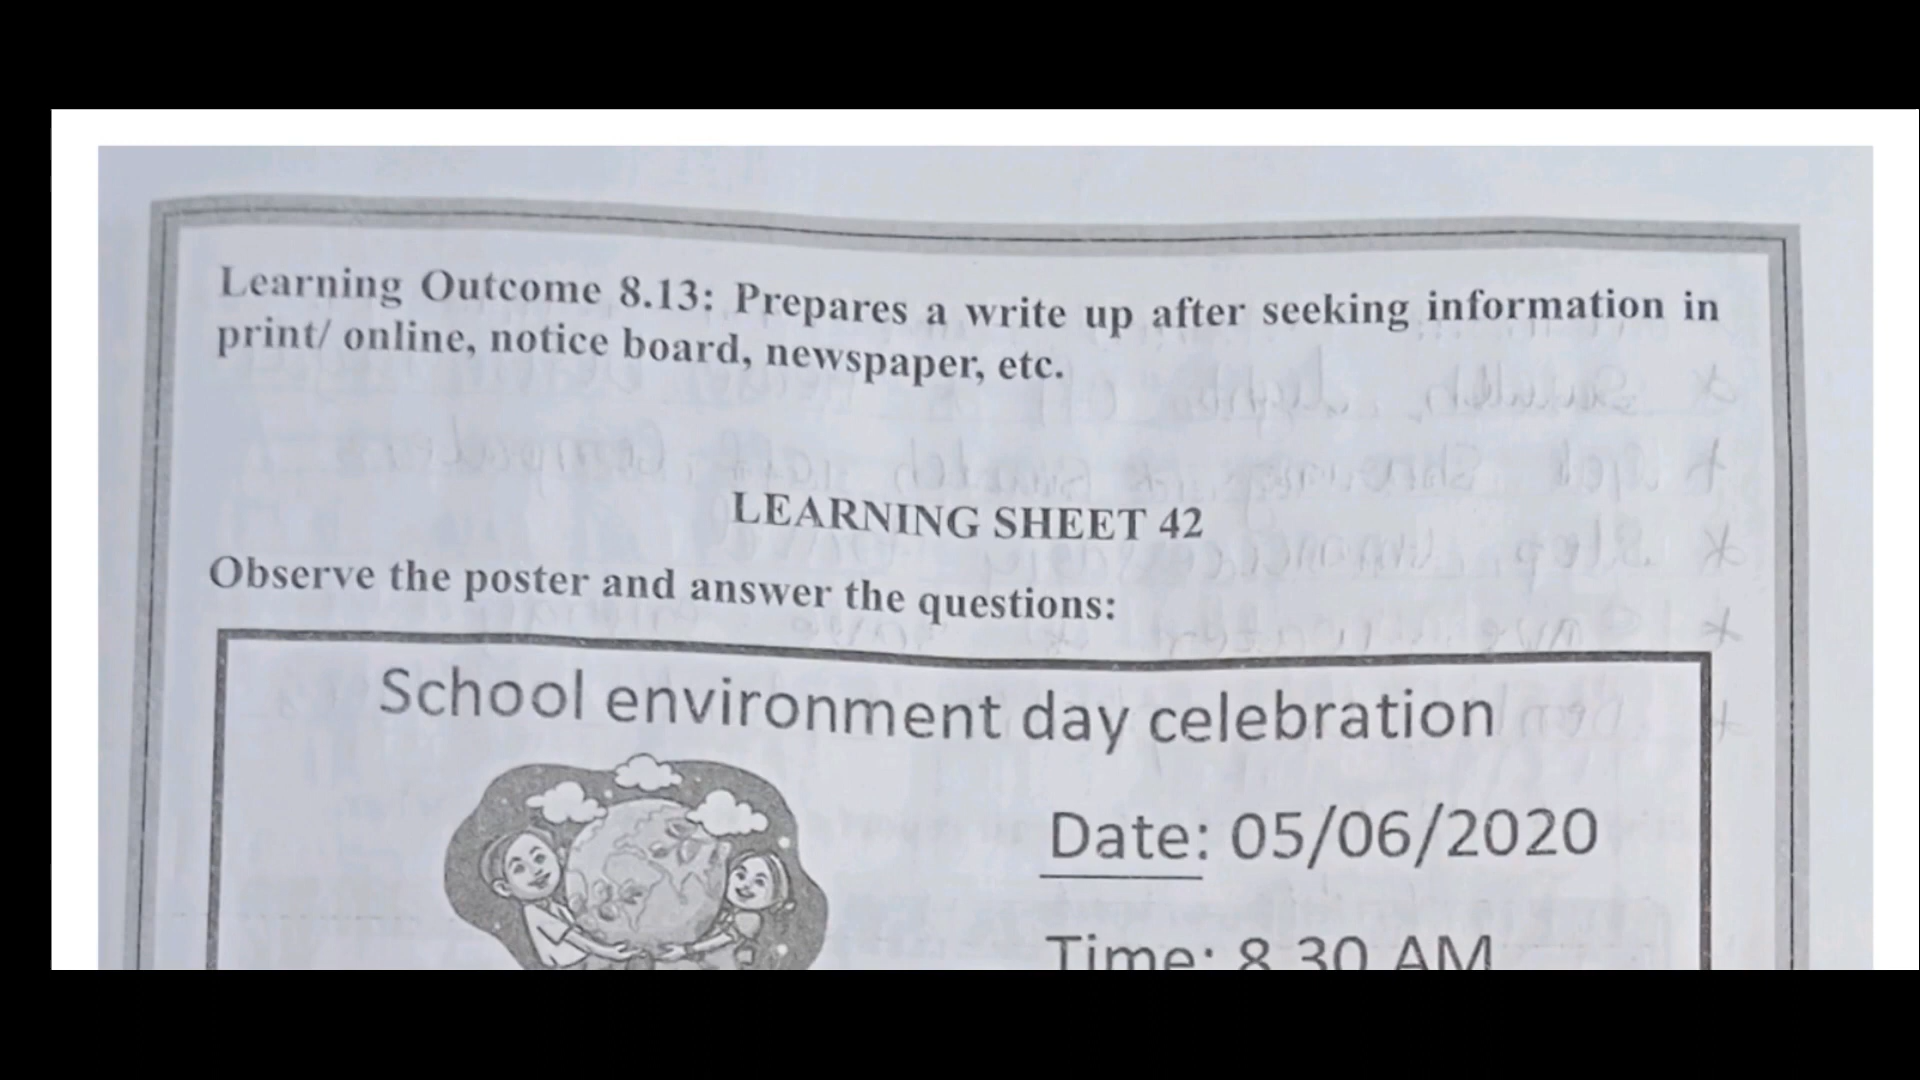 Learning Outcome 8.13: Prepares a write up after seeking information in
print/ online, notice board, newspaper, etc.
LEARNING SHEET 42
Observe the poster and answer the questions:
School environment day celebration
Date: 05/06/2020
Time: 8.30 AM